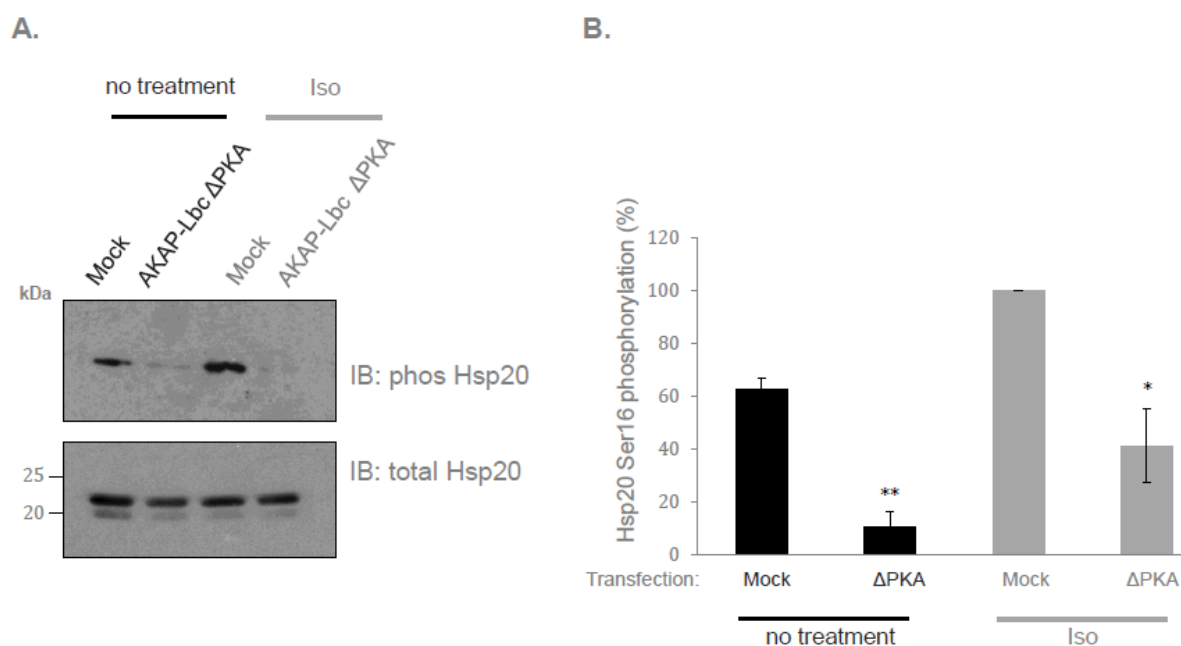 A.
no treatment
Iso
Mock
AKAP-Lbc ΔPKA
Mock
AKAP-Lbc ΔPKA
kDa
IB: phos Hsp20
25
20
IB: total Hsp20
B.
Hsp20 Ser16 phosphorylation (%)
120
100
80
60
40
20
0
**
*
Transfection: Mock ΔPKA Mock ΔPKA
no treatment Iso